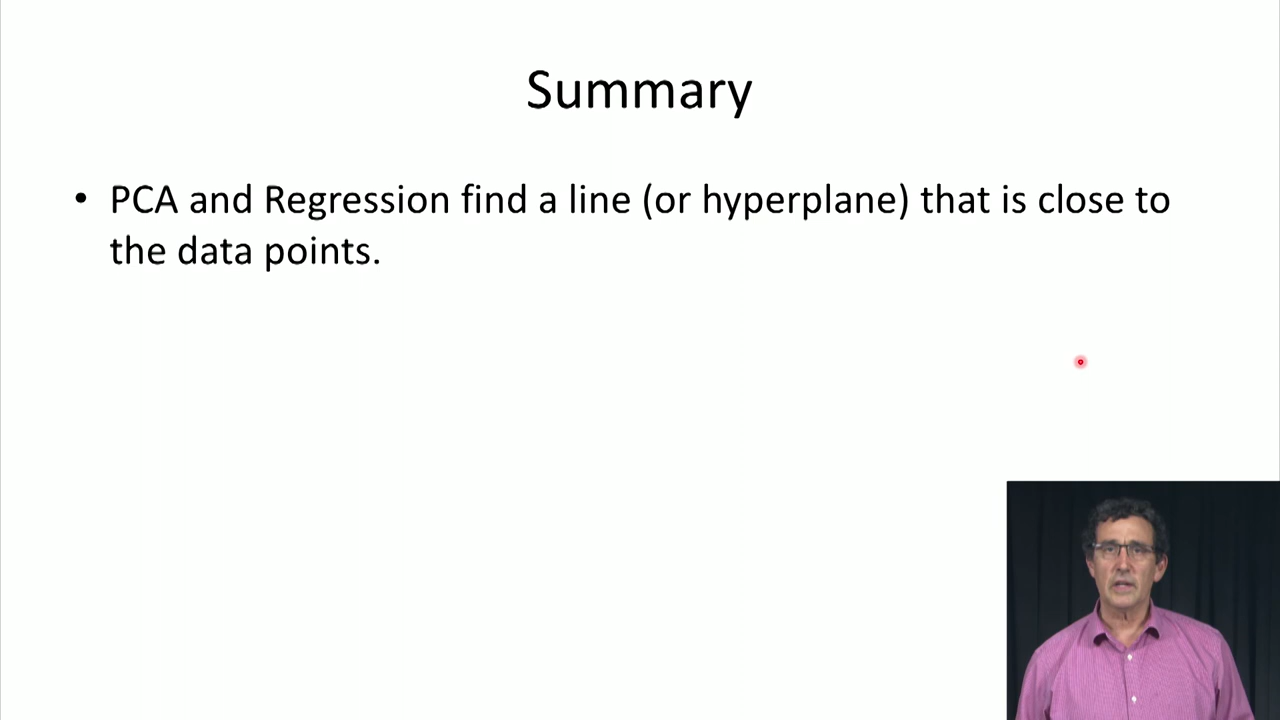 Summary
• PCA and Regression find a line (or hyperplane) that is close to
the data points.